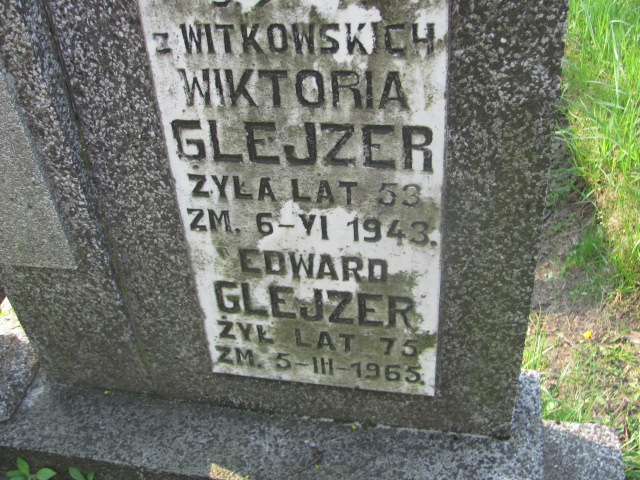 z WITKOWSKICH
WIKTORIA
GLEJZER
ŻYŁA LAT 53
ZM. 6-VI 1943.
EDWARD
GLEJZER
ŻYŁ LAT 75
ZM. 5-III-1965.